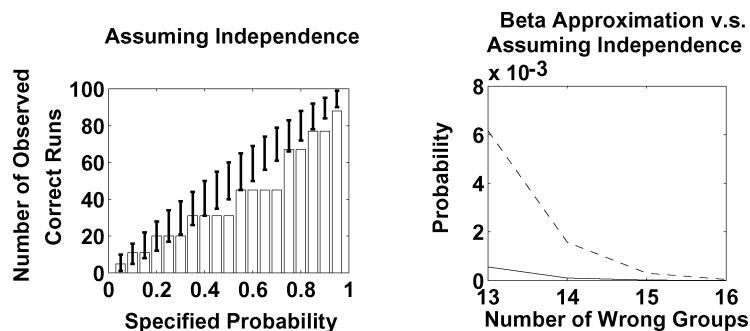 Assuming Independence
Number of Observed
Correct Runs
100
80
60
40
20
0
0
0.2
0.4
0.6
0.8
1
Specified Probability
Beta Approximation v.s.
Assuming Independence
x 10-3
Probability
8
6
4
2
0
13
14
15
16
Number of Wrong Groups